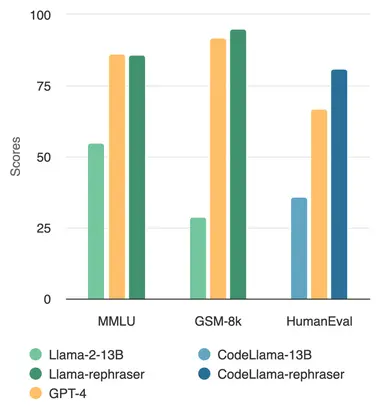 100
75
50
25
0
Scores
MMLU
GSM-8k
HumanEval
Llama-2-13B
CodeLlama-13B
Llama-rephraser
CodeLlama-rephraser
GPT-4